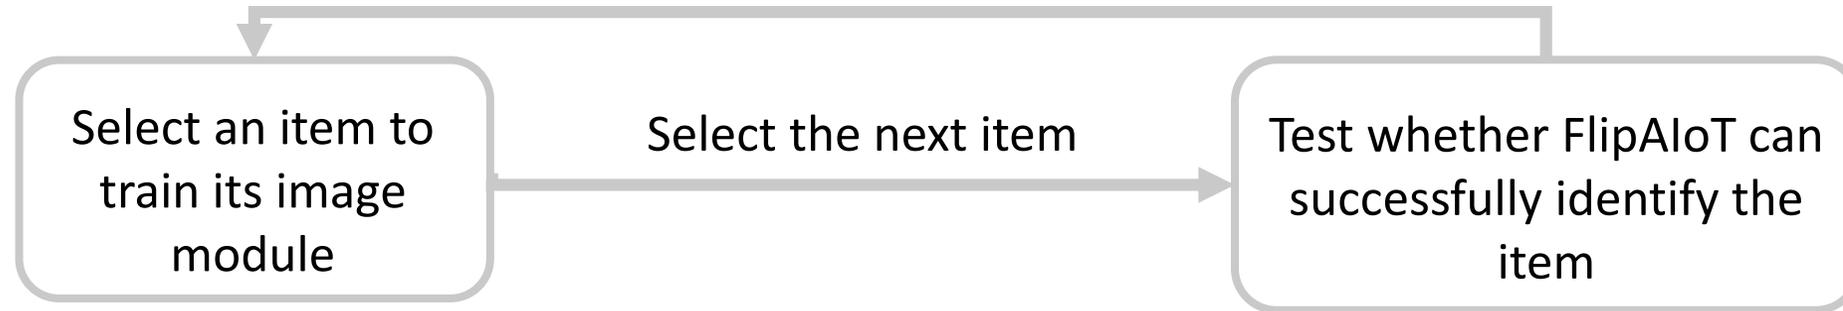 Select an item to
train its image
module
Select the next item
Test whether FlipAIoT can
successfully identify the
item